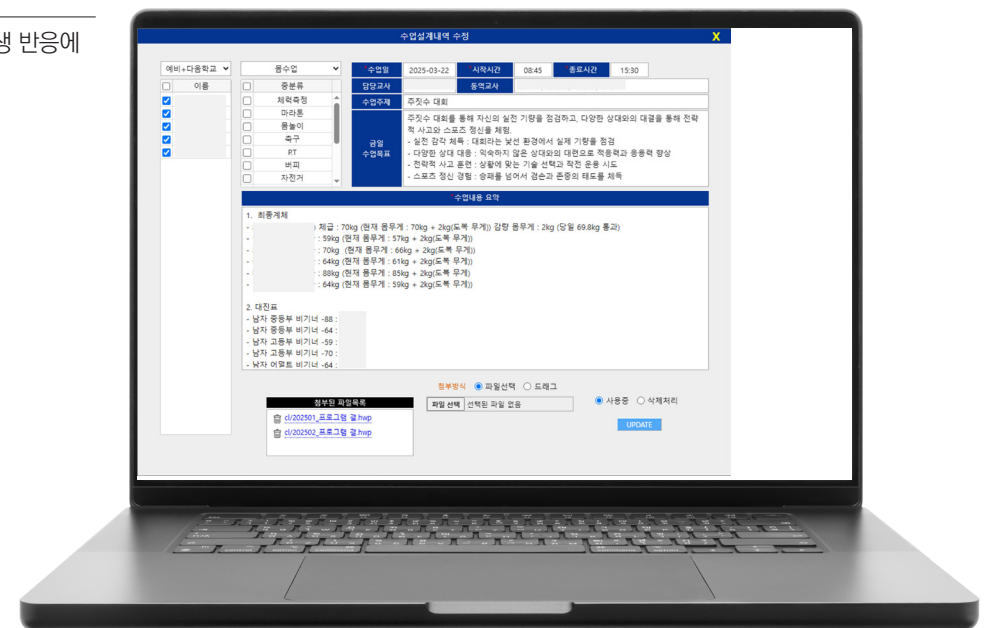 생 반응에
수업설계내역 수정
X
예비+다음학교
몸수업
수업일
2025-03-22
시작시간
08:45
종료시간
15:30
이름
중분류
담당교사
동역교사
체력측정
마라톤
몸놀이
축구
P.T
버피
자전거
수업주제
주짓수 대회
금일
수업목표
주짓수 대회를 통해 자신의 실전 기량을 점검하고, 다양한 상대와의 대결을 통해 전략
적 사고와 스포츠 정신를 체험.
- 실전 감각 체득 : 대회라는 낯선 환경에서 실제 기량을 점검
- 다양한 상대 대응 : 익숙하지 않은 상대와의 대련으로 적응력과 응용력 향상
- 전략적 사고 훈련 : 상황에 맞는 기술 선택과 작전 운용 시도
- 스포츠 정신 경험 : 승패를 넘어서 겸손과 존중의 태도를 체득
수업내용 요약
1. 최종계체
- ) 체급 : 70kg (현재 몸무게 : 70kg + 2kg(도복 무게)) 감량 몸무게 : 2kg (당일 69.8kg 통과)
- : 59kg (현재 몸무게 : 57kg + 2kg(도복 무게))
- : 70kg (현재 몸무게 : 66kg + 2kg(도복 무게))
- : 64kg (현재 몸무게 : 61kg + 2kg(도복 무게))
- : 88kg (현재 몸무게 : 85kg + 2kg(도복 무게)
- : 64kg (현재 몸무게 : 59kg + 2kg(도복 무게))
2. 대진표
- 남자 중등부 비기너 -88 :
- 남자 중등부 비기너 -64 :
- 남자 고등부 비기너 -59 :
- 남자 고등부 비기너 -70 :
- 남자 어덜트 비기너 -64 :
첨부방식 파일선택 드래그
첨부된 파일목록
파일 선택 선택된 파일 없음
사용중 삭제처리
cl/202501_프로그램 결.hwp
cl/202502_프로그램 결.hwp
UPDATE
control
option
command
command
option